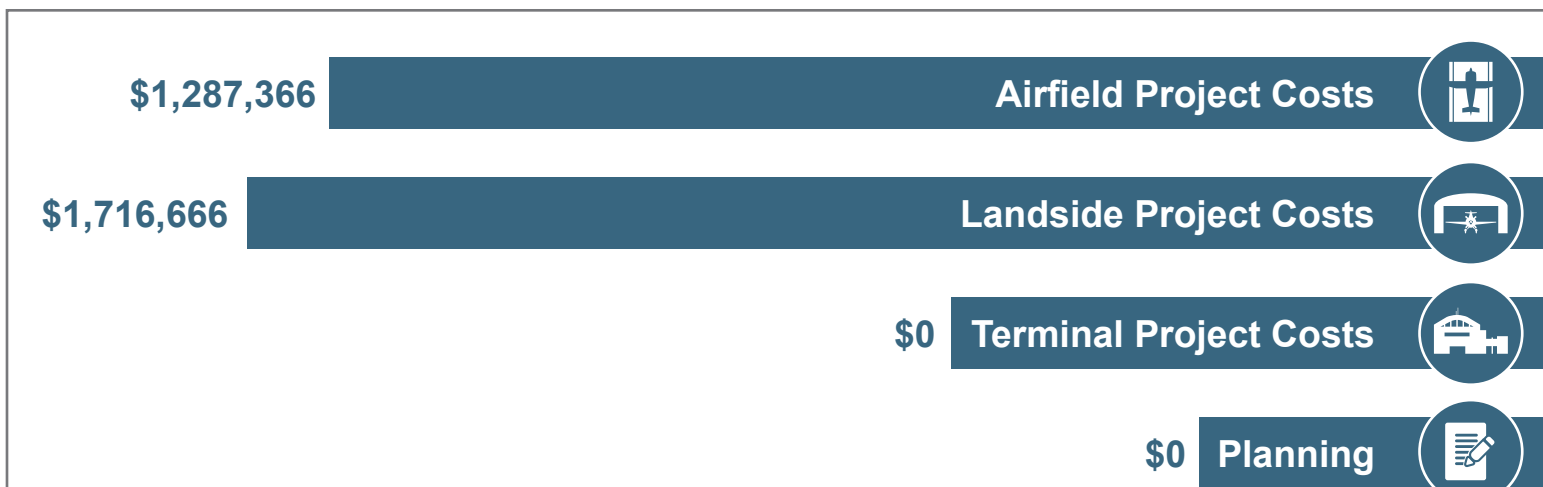 $1,287,366 Airfield Project Costs
$1,716,666 Landside Project Costs
$0 Terminal Project Costs
$0 Planning